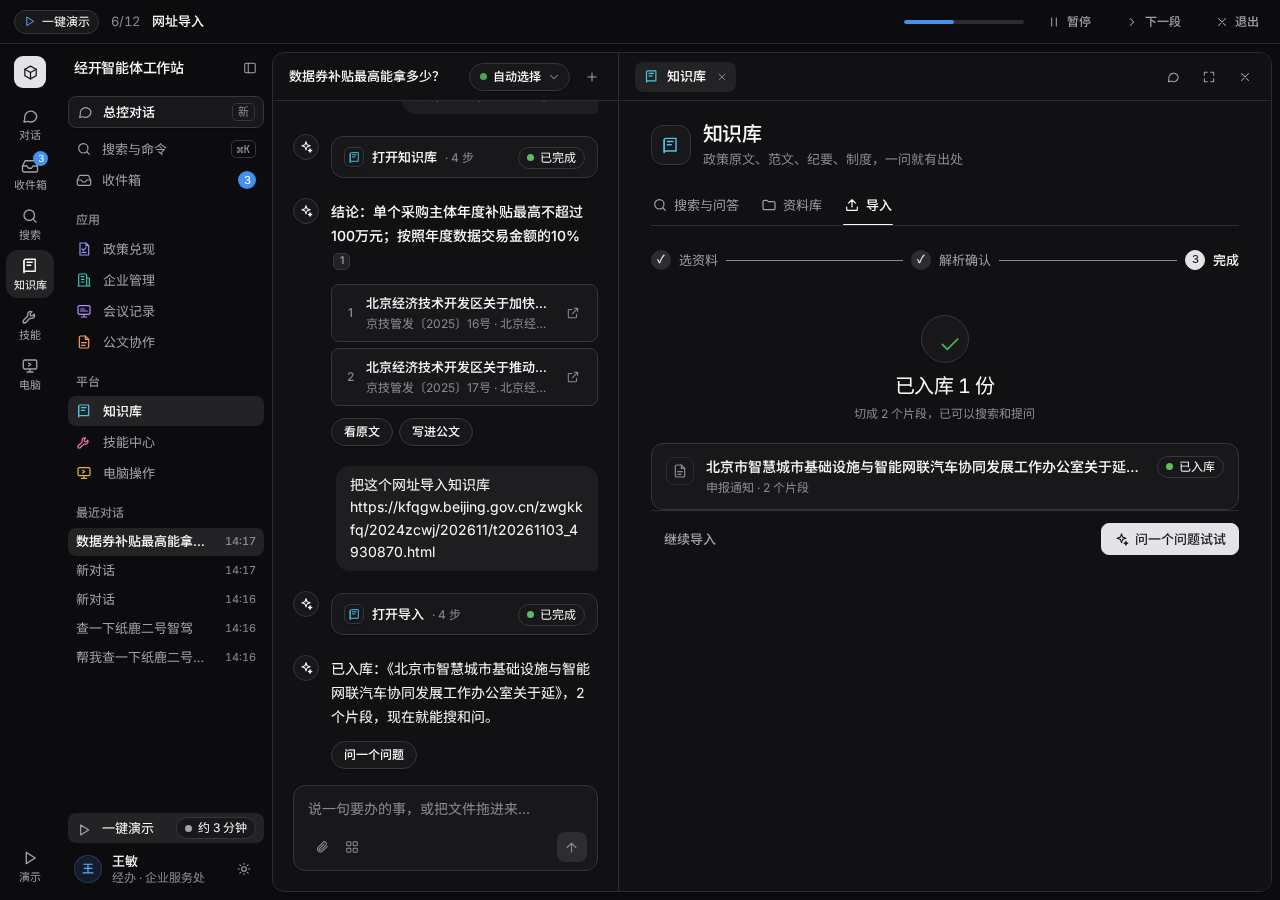 一键演示
6/12
网址导入
暂停
下一段
退出
对话
3
收件箱
搜索
知识库
技能
电脑
演示
经开智能体工作站
总控对话
新
搜索与命令
⌘K
收件箱
3
应用
政策兑现
企业管理
会议记录
公文协作
平台
知识库
技能中心
电脑操作
最近对话
数据券补贴最高能拿... 14:17
新对话 14:17
新对话 14:16
查一下纸鹿二号智驾 14:16
帮我查一下纸鹿二号... 14:16
一键演示
约 3 分钟
王
王敏
经办 · 企业服务处
数据券补贴最高能拿多少?
自动选择
打开知识库 · 4 步
已完成
结论：单个采购主体年度补贴最高不超过
100万元；按照年度数据交易金额的10%
1
1
北京经济技术开发区关于加快...
京技管发〔2025〕16号 · 北京经...
2
北京经济技术开发区关于推动...
京技管发〔2025〕17号 · 北京经...
看原文
写进公文
把这个网址导入知识库
https://kfqgw.beijing.gov.cn/zwgkk
fq/2024zcwj/202611/t20261103_4
930870.html
打开导入 · 4 步
已完成
已入库：《北京市智慧城市基础设施与智能
网联汽车协同发展工作办公室关于延》，2
个片段，现在就能搜和问。
问一个问题
说一句要办的事，或把文件拖进来...
知识库
知识库
政策原文、范文、纪要、制度，一问就有出处
搜索与问答
资料库
导入
选资料
解析确认
3
完成
已入库 1 份
切成 2 个片段，已可以搜索和提问
北京市智慧城市基础设施与智能网联汽车协同发展工作办公室关于延...
申报通知 · 2 个片段
已入库
继续导入
问一个问题试试